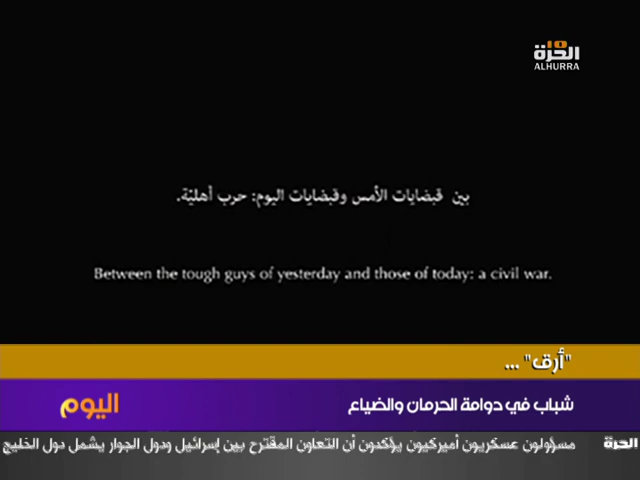 10
الحرة
ALHURRA
بين قبضايات الأمس وقبضايات اليوم: حرب أهليّة.
Between the tough guys of yesterday and those of today: a civil war.
"أرق" ...
شباب في دوامة الحرمان والضياع
اليوم
الحرة
مسؤولون عسكريون أميركيون يؤكدون أن التعاون المقترح بين إسرائيل ودول الجوار يشمل دول الخليج